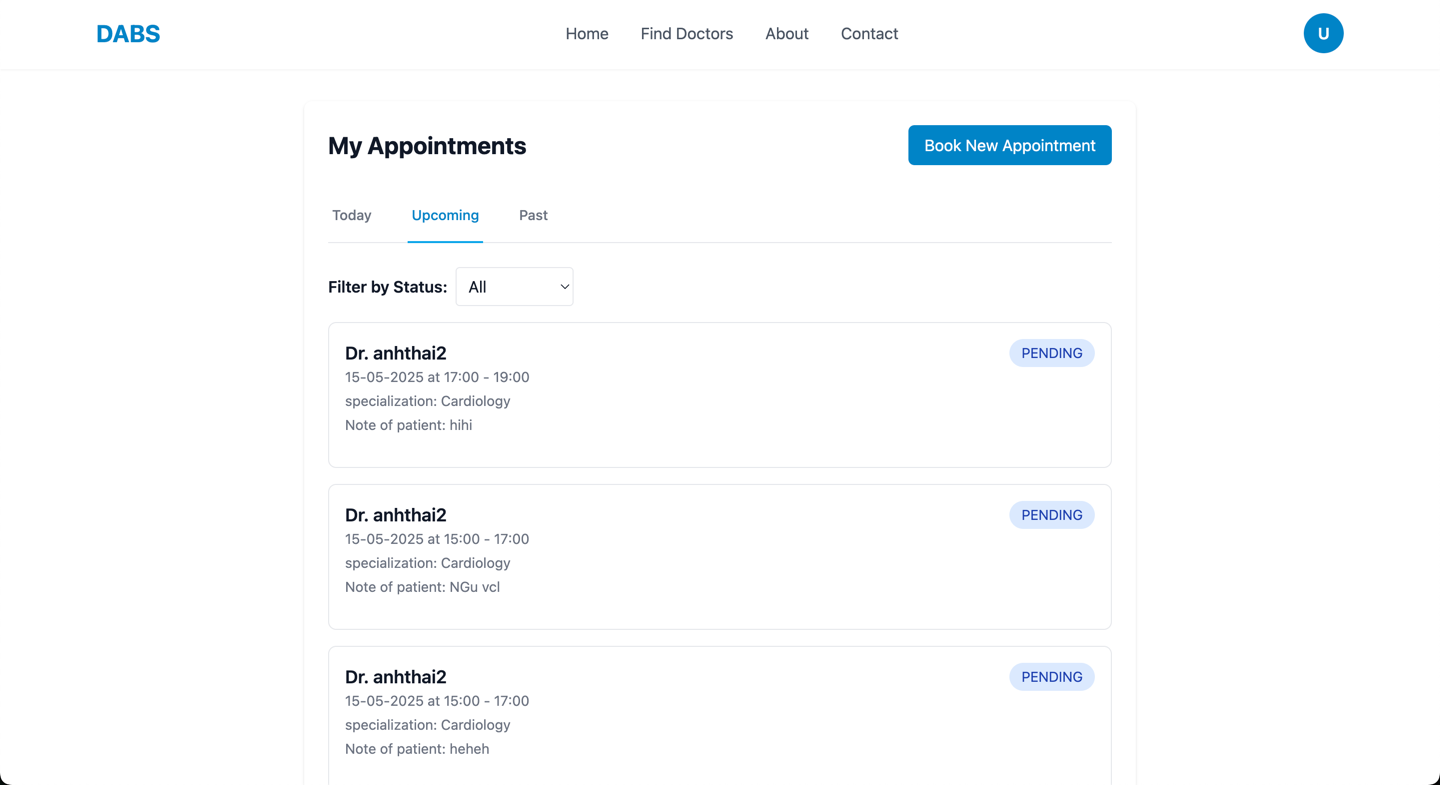 DABS
Home Find Doctors About Contact
U
My Appointments
Book New Appointment
Today Upcoming Past
Filter by Status: All
Dr. anhthai2
PENDING
15-05-2025 at 17:00 - 19:00
specialization: Cardiology
Note of patient: hihi
Dr. anhthai2
PENDING
15-05-2025 at 15:00 - 17:00
specialization: Cardiology
Note of patient: NGu vcl
Dr. anhthai2
PENDING
15-05-2025 at 15:00 - 17:00
specialization: Cardiology
Note of patient: heheh